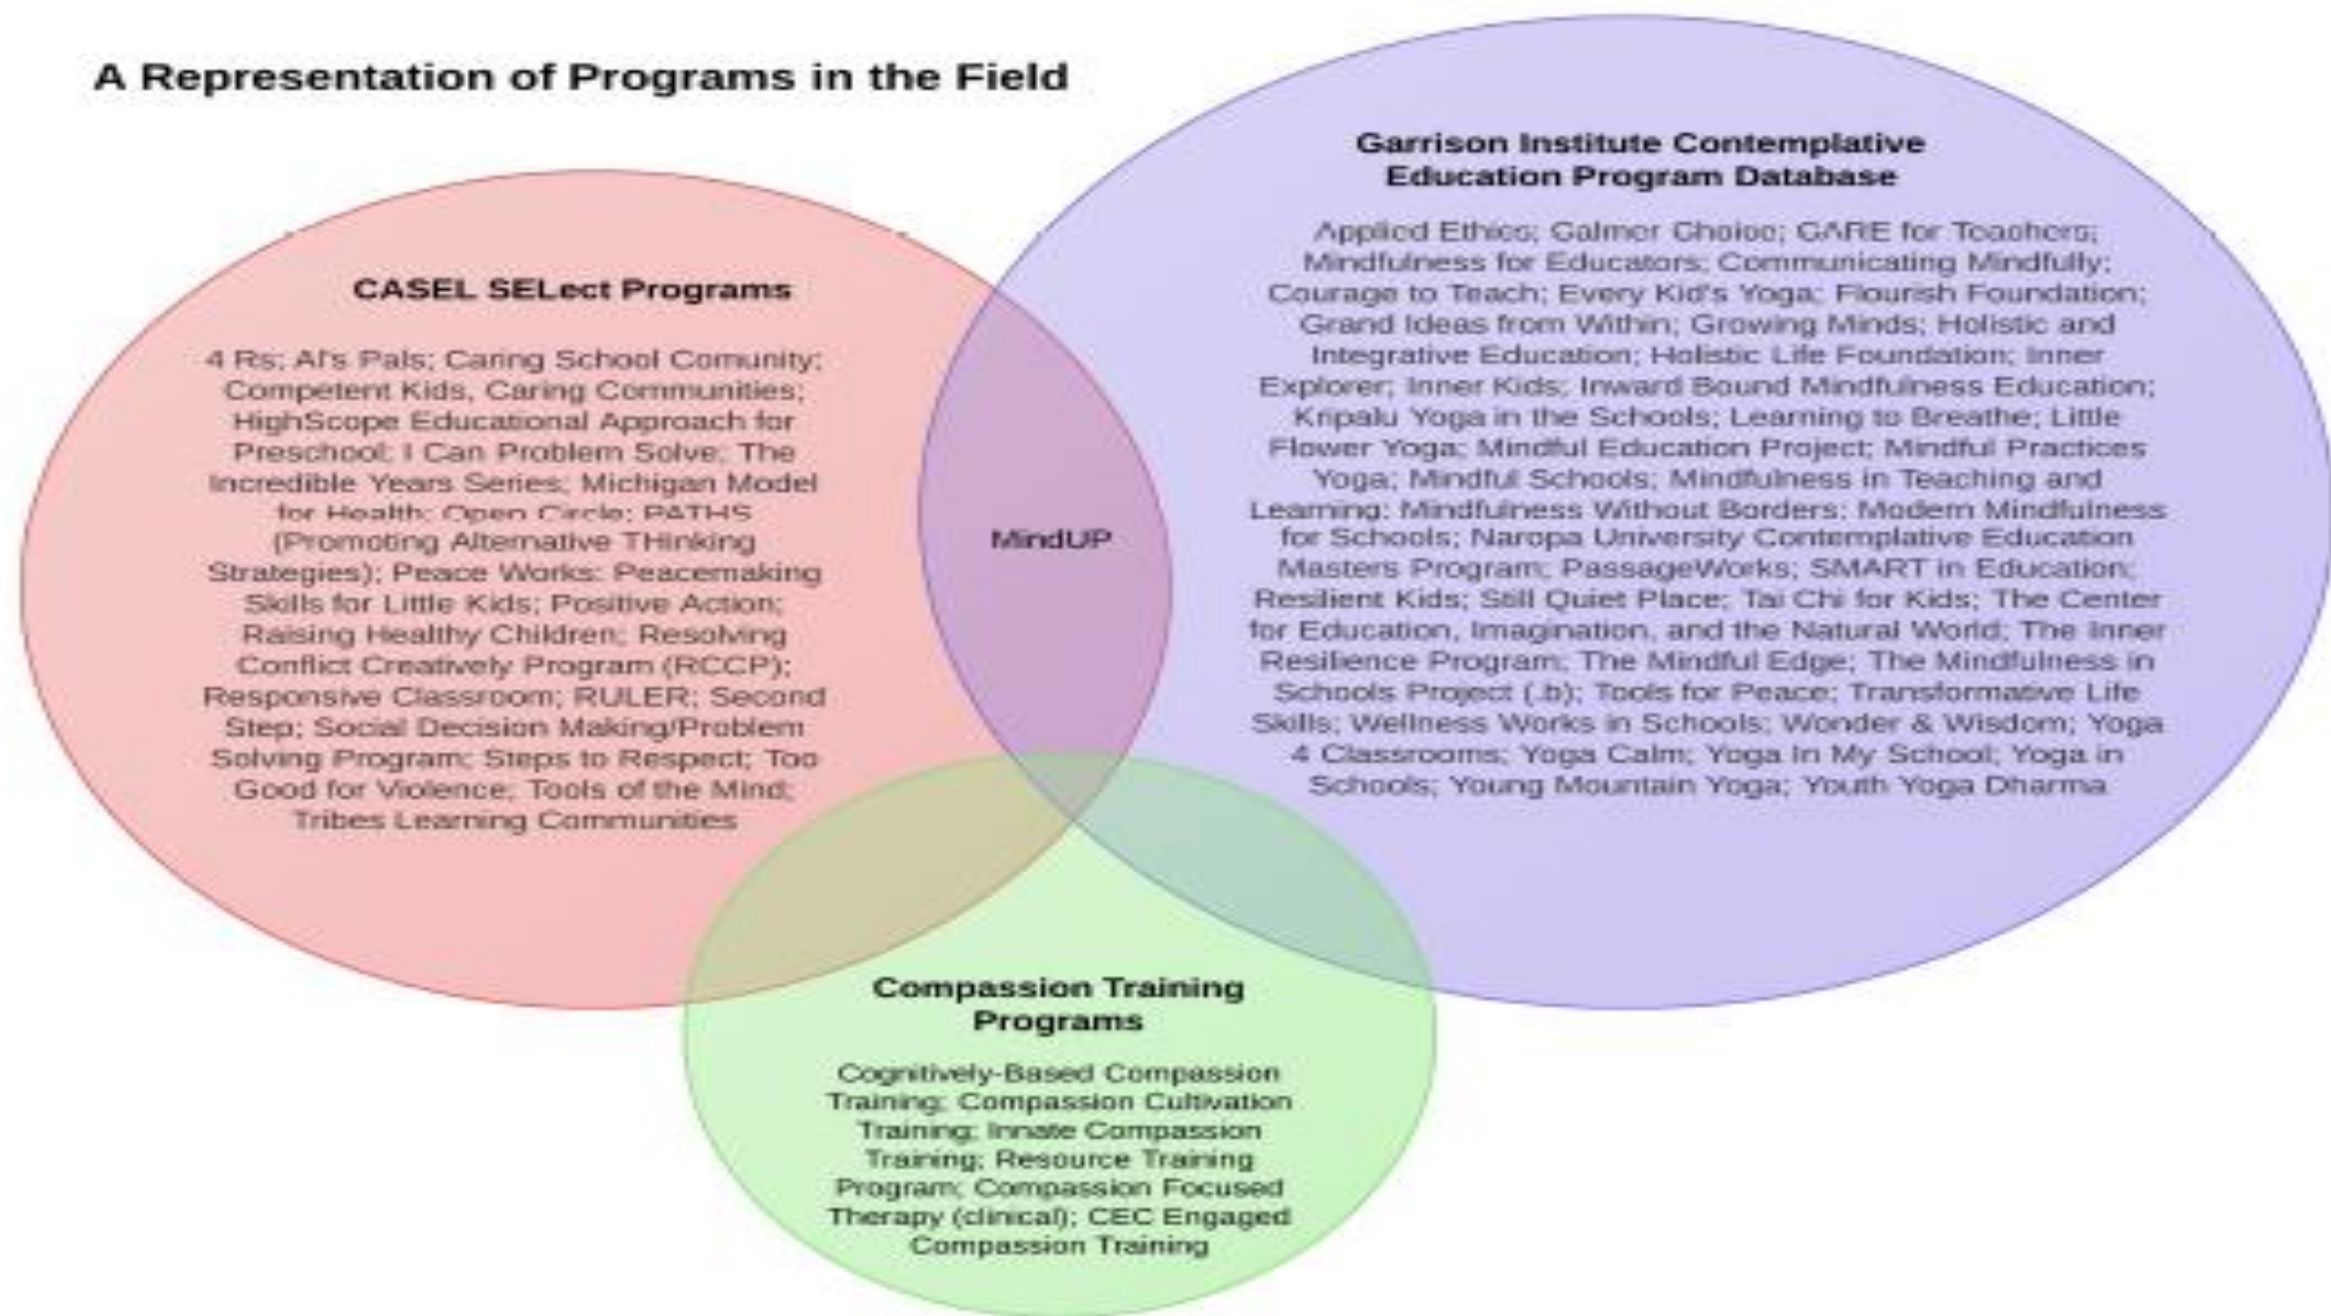 A Representation of Programs in the Field
CASEL SELect Programs
4 Rs; Al's Pals; Caring School Comunity;
Competent Kids, Caring Communities;
HighScope Educational Approach for
Preschool; I Can Problem Solve; The
Incredible Years Series; Michigan Model
for Health; Open Circle; PATHS
(Promoting Alternative THinking
Strategies); Peace Works: Peacemaking
Skills for Little Kids; Positive Action;
Raising Healthy Children; Resolving
Conflict Creatively Program (RCCP);
Responsive Classroom; RULER; Second
Step; Social Decision Making/Problem
Solving Program; Steps to Respect; Too
Good for Violence; Tools of the Mind;
Tribes Learning Communities
MindUP
Garrison Institute Contemplative
Education Program Database
Applied Ethics; Calmer Choice; CARE for Teachers;
Mindfulness for Educators; Communicating Mindfully;
Courage to Teach; Every Kid's Yoga; Flourish Foundation;
Grand Ideas from Within; Growing Minds; Holistic and
Integrative Education; Holistic Life Foundation; Inner
Explorer; Inner Kids; Inward Bound Mindfulness Education;
Kripalu Yoga in the Schools; Learning to Breathe; Little
Flower Yoga; Mindful Education Project; Mindful Practices
Yoga; Mindful Schools; Mindfulness in Teaching and
Learning; Mindfulness Without Borders; Modern Mindfulness
for Schools; Naropa University Contemplative Education
Masters Program; PassageWorks; SMART in Education;
Resilient Kids; Still Quiet Place; Tai Chi for Kids; The Center
for Education, Imagination, and the Natural World; The Inner
Resilience Program; The Mindful Edge; The Mindfulness in
Schools Project (.b); Tools for Peace; Transformative Life
Skills; Wellness Works in Schools; Wonder & Wisdom; Yoga
4 Classrooms; Yoga Calm; Yoga In My School; Yoga in
Schools; Young Mountain Yoga; Youth Yoga Dharma
Compassion Training
Programs
Cognitively-Based Compassion
Training; Compassion Cultivation
Training; Innate Compassion
Training; Resource Training
Program; Compassion Focused
Therapy (clinical); CEC Engaged
Compassion Training